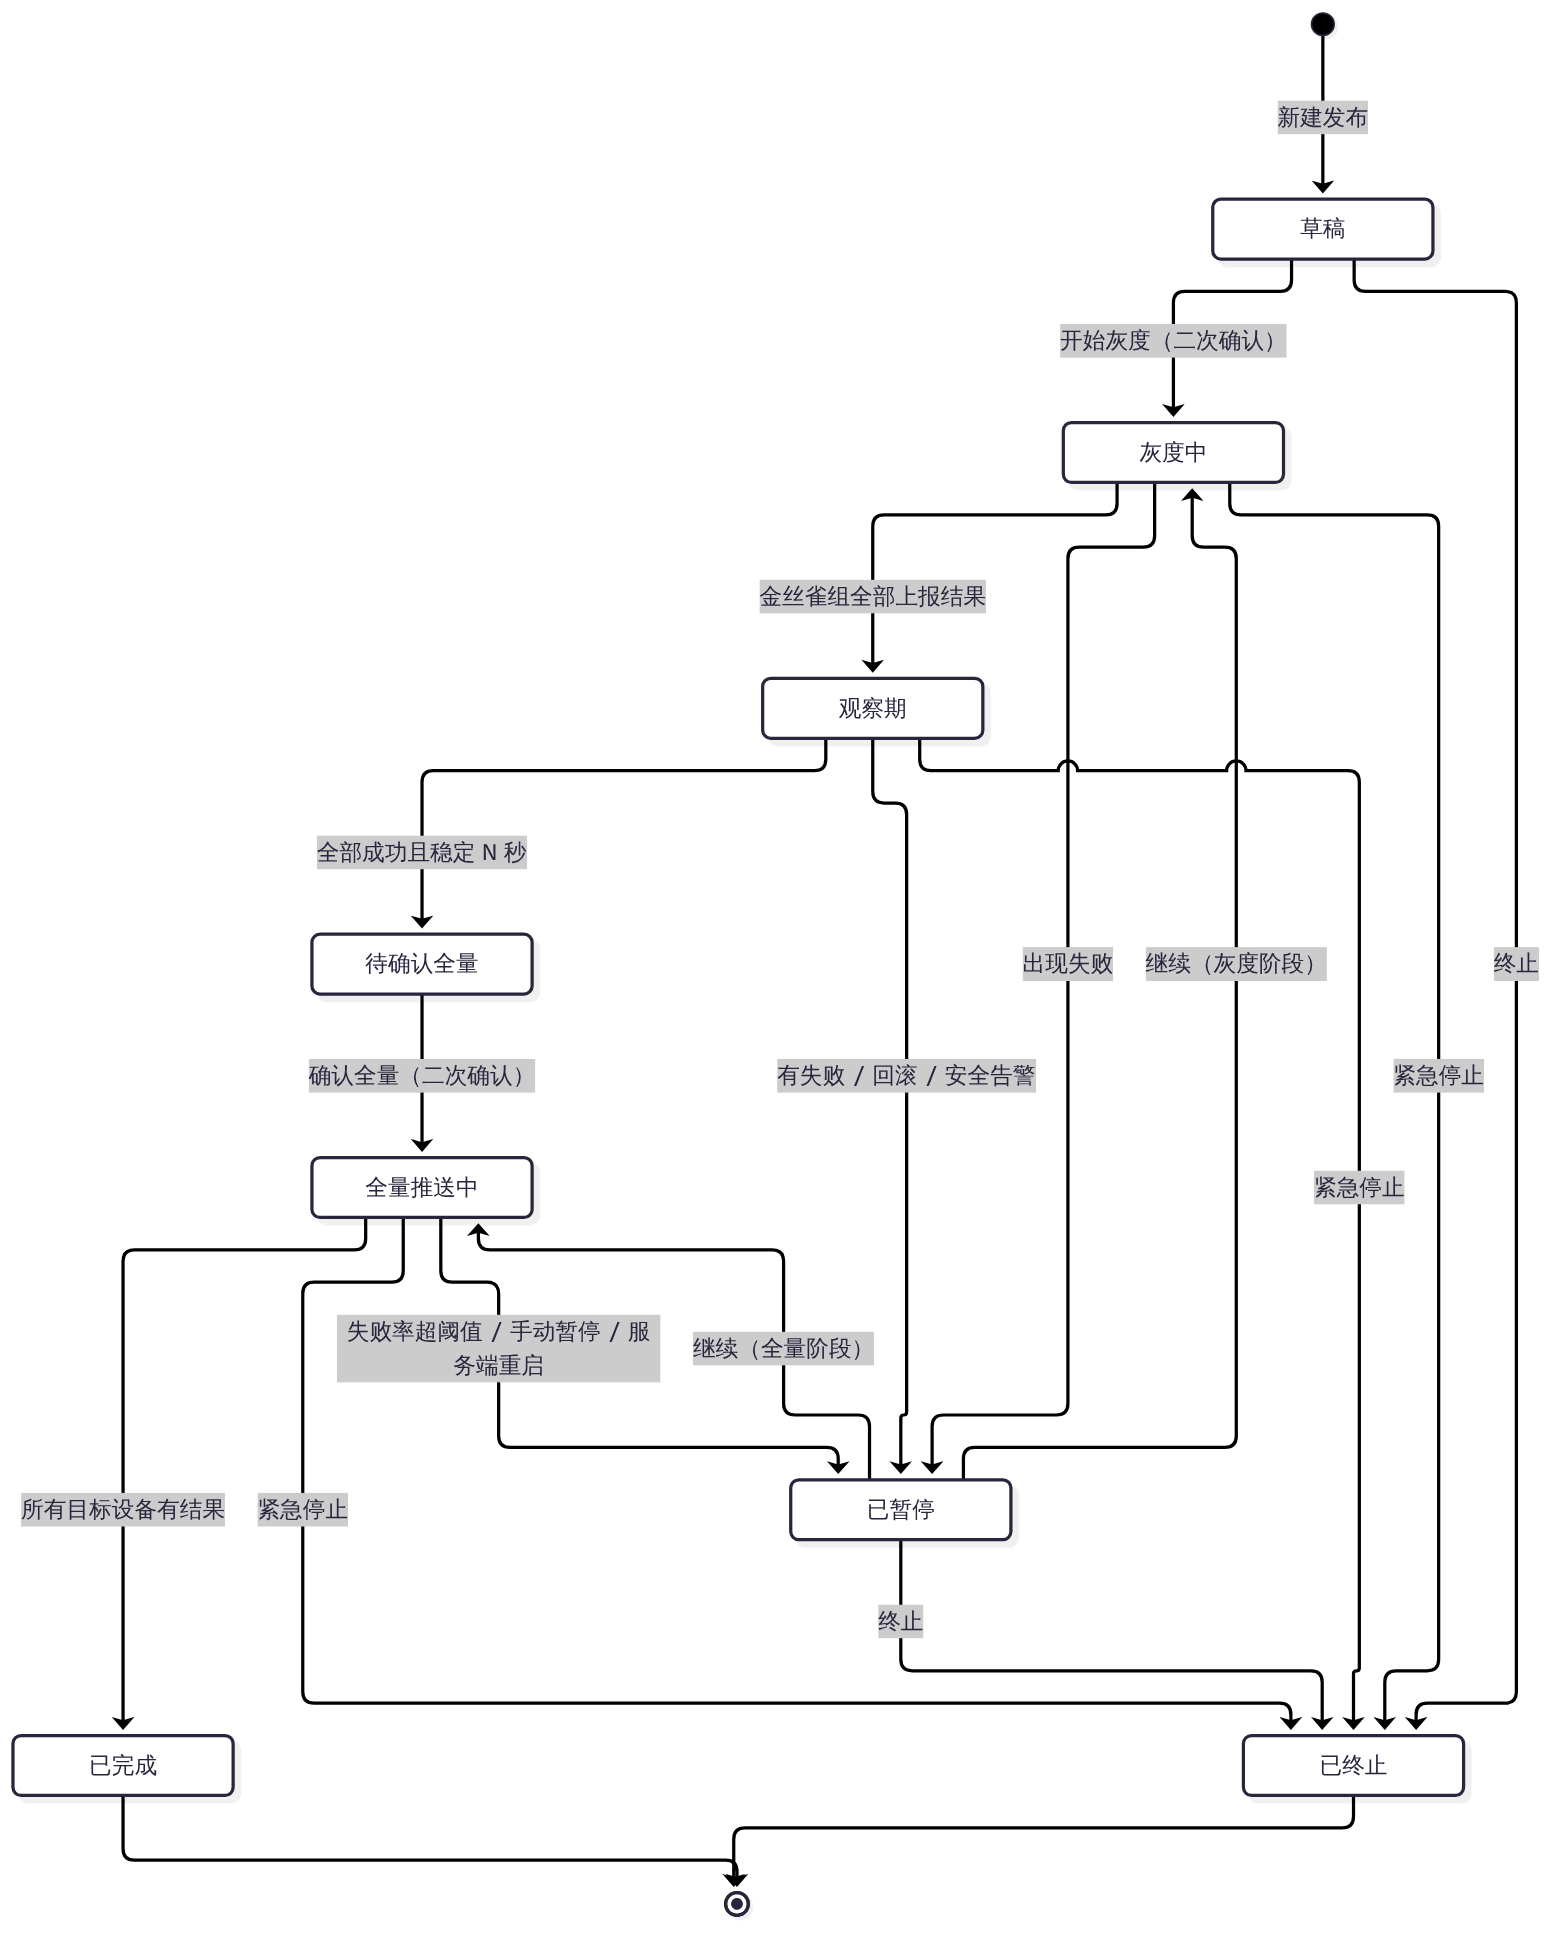 新建发布
草稿
开始灰度（二次确认）
灰度中
金丝雀组全部上报结果
观察期
全部成功且稳定 N 秒
待确认全量
出现失败
继续（灰度阶段）
终止
确认全量（二次确认）
有失败 / 回滚 / 安全告警
紧急停止
全量推送中
紧急停止
失败率超阈值 / 手动暂停 / 服
务端重启
继续（全量阶段）
所有目标设备有结果
紧急停止
已暂停
终止
已完成
已终止